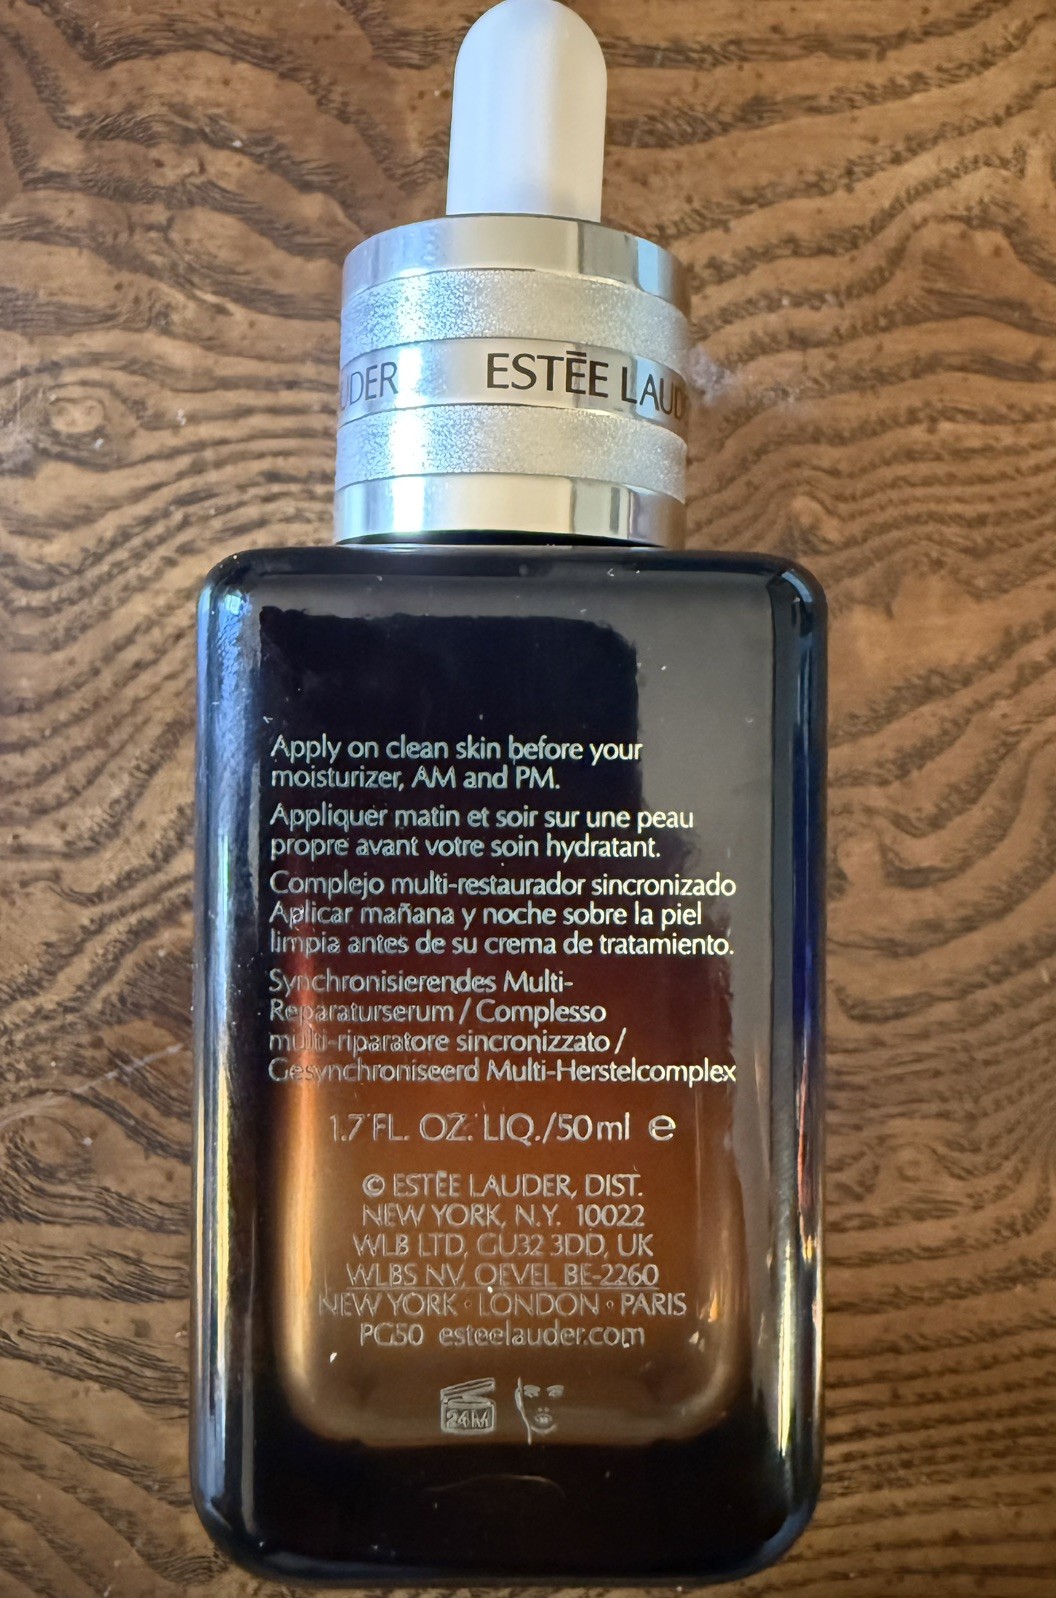 UDER ESTĒE LAUD
Apply on clean skin before your
moisturizer, AM and PM.
Appliquer matin et soir sur une peau
propre avant votre soin hydratant.
Complejo multi-restaurador sincronizado
Aplicar mañana y noche sobre la piel
limpia antes de su crema de tratamiento.
Synchronisierendes Multi-
Reparaturserum / Complesso
multi-riparatore sincronizzato /
Gesynchroniseerd Multi-Herstelcomplex
1.7 FL. OZ. LIQ./50 ml ℮
© ESTĒE LAUDER, DIST.
NEW YORK, N.Y. 10022
WLB LTD, GU32 3DD, UK
WLBS NV, OEVEL BE-2260
NEW YORK · LONDON · PARIS
PG50 esteelauder.com
24M